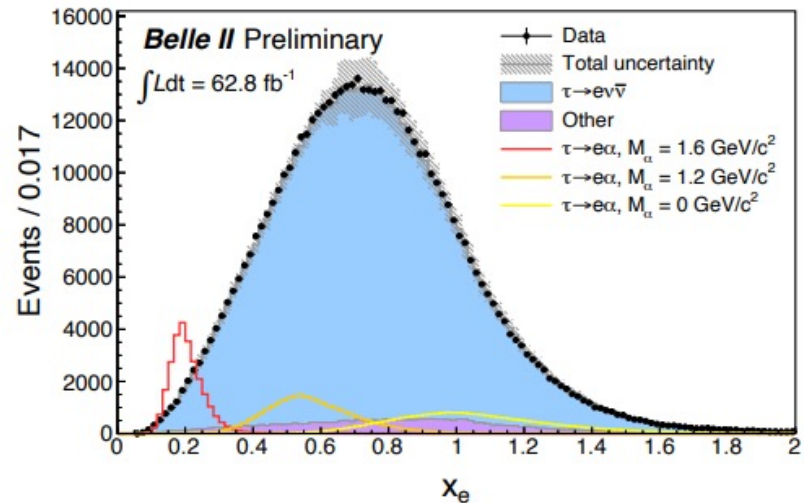 Belle II Preliminary
∫Ldt = 62.8 fb⁻¹
Data
Total uncertainty
τ→eνν̄
Other
τ→eα, Mα = 1.6 GeV/c²
τ→eα, Mα = 1.2 GeV/c²
τ→eα, Mα = 0 GeV/c²
Events / 0.017
16000
14000
12000
10000
8000
6000
4000
2000
0
0 0.2 0.4 0.6 0.8 1 1.2 1.4 1.6 1.8 2
xₑ